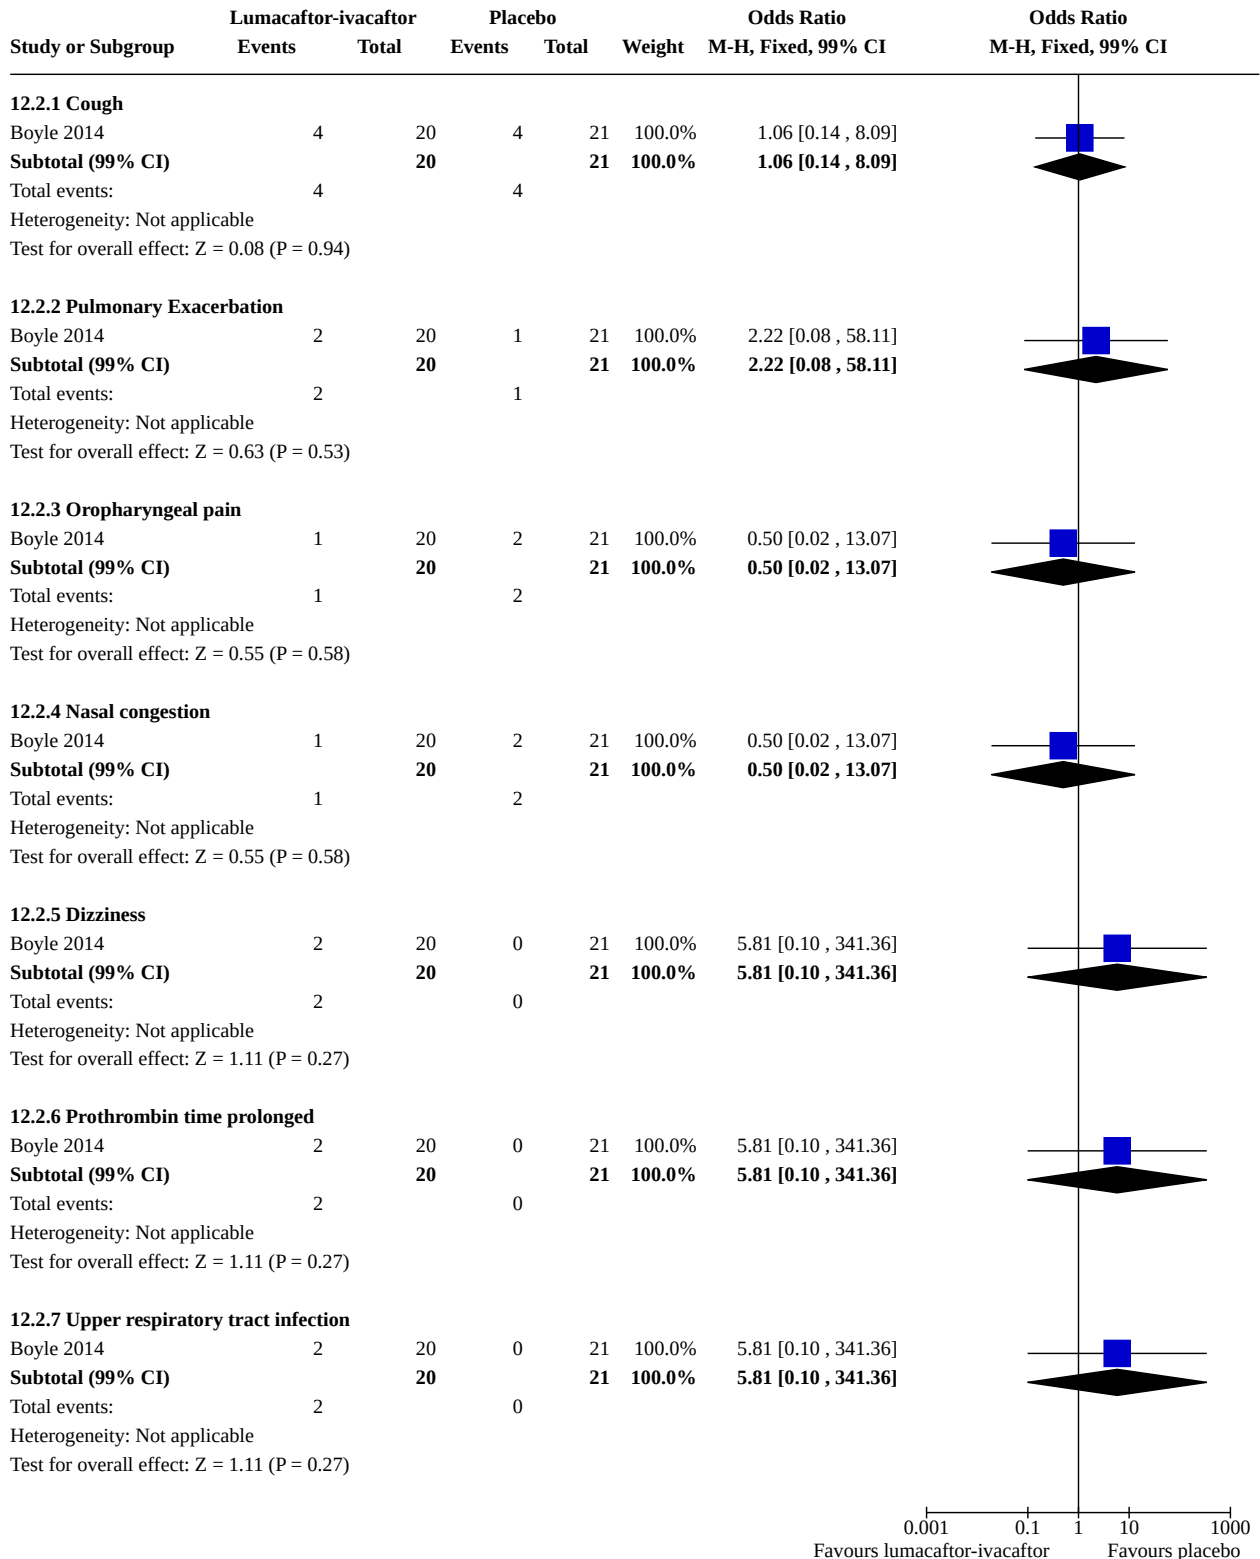 Lumacaftor-ivacaftor Placebo Odds Ratio Odds Ratio
Study or Subgroup Events Total Events Total Weight M-H, Fixed, 99% CI M-H, Fixed, 99% CI
12.2.1 Cough
Boyle 2014 4 20 4 21 100.0% 1.06 [0.14 , 8.09]
Subtotal (99% CI) 20 21 100.0% 1.06 [0.14 , 8.09]
Total events: 4 4
Heterogeneity: Not applicable
Test for overall effect: Z = 0.08 (P = 0.94)
12.2.2 Pulmonary Exacerbation
Boyle 2014 2 20 1 21 100.0% 2.22 [0.08 , 58.11]
Subtotal (99% CI) 20 21 100.0% 2.22 [0.08 , 58.11]
Total events: 2 1
Heterogeneity: Not applicable
Test for overall effect: Z = 0.63 (P = 0.53)
12.2.3 Oropharyngeal pain
Boyle 2014 1 20 2 21 100.0% 0.50 [0.02 , 13.07]
Subtotal (99% CI) 20 21 100.0% 0.50 [0.02 , 13.07]
Total events: 1 2
Heterogeneity: Not applicable
Test for overall effect: Z = 0.55 (P = 0.58)
12.2.4 Nasal congestion
Boyle 2014 1 20 2 21 100.0% 0.50 [0.02 , 13.07]
Subtotal (99% CI) 20 21 100.0% 0.50 [0.02 , 13.07]
Total events: 1 2
Heterogeneity: Not applicable
Test for overall effect: Z = 0.55 (P = 0.58)
12.2.5 Dizziness
Boyle 2014 2 20 0 21 100.0% 5.81 [0.10 , 341.36]
Subtotal (99% CI) 20 21 100.0% 5.81 [0.10 , 341.36]
Total events: 2 0
Heterogeneity: Not applicable
Test for overall effect: Z = 1.11 (P = 0.27)
12.2.6 Prothrombin time prolonged
Boyle 2014 2 20 0 21 100.0% 5.81 [0.10 , 341.36]
Subtotal (99% CI) 20 21 100.0% 5.81 [0.10 , 341.36]
Total events: 2 0
Heterogeneity: Not applicable
Test for overall effect: Z = 1.11 (P = 0.27)
12.2.7 Upper respiratory tract infection
Boyle 2014 2 20 0 21 100.0% 5.81 [0.10 , 341.36]
Subtotal (99% CI) 20 21 100.0% 5.81 [0.10 , 341.36]
Total events: 2 0
Heterogeneity: Not applicable
Test for overall effect: Z = 1.11 (P = 0.27)
0.001 0.1 1 10 1000
Favours lumacaftor-ivacaftor Favours placebo